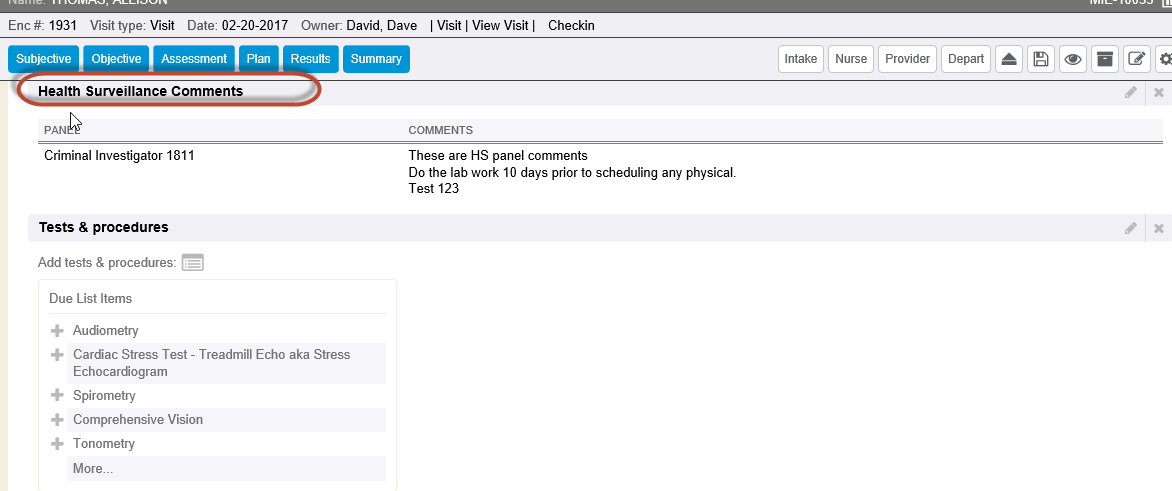 Name: THOMAS, ALLISON
Enc #: 1931 Visit type: Visit Date: 02-20-2017 Owner: David, Dave | Visit | View Visit | Checkin
Subjective Objective Assessment Plan Results Summary Intake Nurse Provider Depart
Health Surveillance Comments
PANEL COMMENTS
Criminal Investigator 1811 These are HS panel comments
Do the lab work 10 days prior to scheduling any physical.
Test 123
Tests & procedures
Add tests & procedures:
Due List Items
Audiometry
Cardiac Stress Test - Treadmill Echo aka Stress
Echocardiogram
Spirometry
Comprehensive Vision
Tonometry
More...